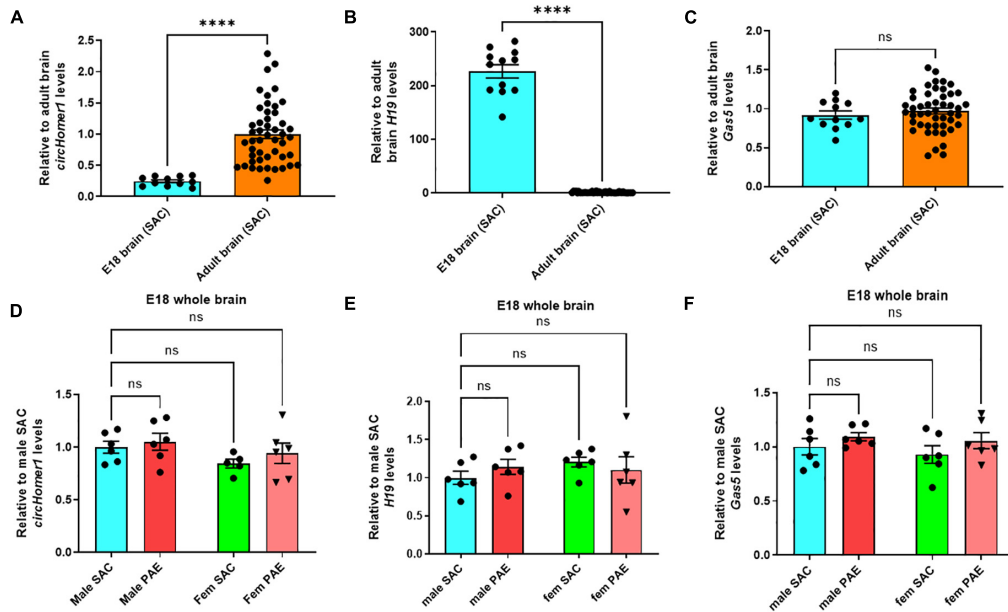 A
****
Relative to adult brain
circHomer1 levels
2.5
2.0
1.5
1.0
0.5
0.0
E18 brain (SAC)
Adult brain (SAC)
B
****
Relative to adult
brain H19 levels
300
200
100
0
E18 brain (SAC)
Adult brain (SAC)
C
ns
Relative to adult brain
Gas5 levels
2.0
1.5
1.0
0.5
0.0
E18 brain (SAC)
Adult brain (SAC)
D
E18 whole brain
ns
ns
ns
Relative to male SAC
circHomer1 levels
1.5
1.0
0.5
0.0
Male SAC
Male PAE
Fem SAC
Fem PAE
E
E18 whole brain
ns
ns
ns
Relative to male SAC
H19 levels
2.0
1.5
1.0
0.5
0.0
male SAC
male PAE
fem SAC
fem PAE
F
E18 whole brain
ns
ns
ns
Relative to male SAC
Gas5 levels
1.5
1.0
0.5
0.0
male SAC
male PAE
fem SAC
fem PAE